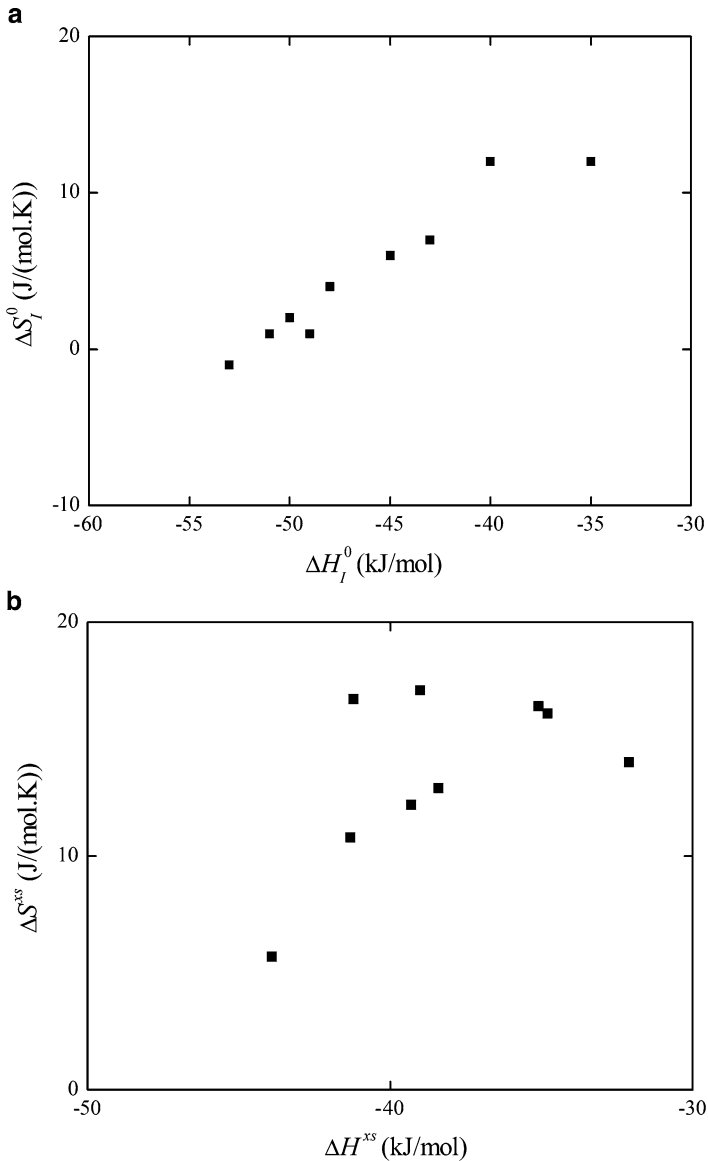 a
20
10
0
-10
-60 -55 -50 -45 -40 -35 -30
ΔS_I^0 (J/(mol.K))
ΔH_I^0 (kJ/mol)
b
20
10
0
-50 -40 -30
ΔS^xs (J/(mol.K))
ΔH^xs (kJ/mol)